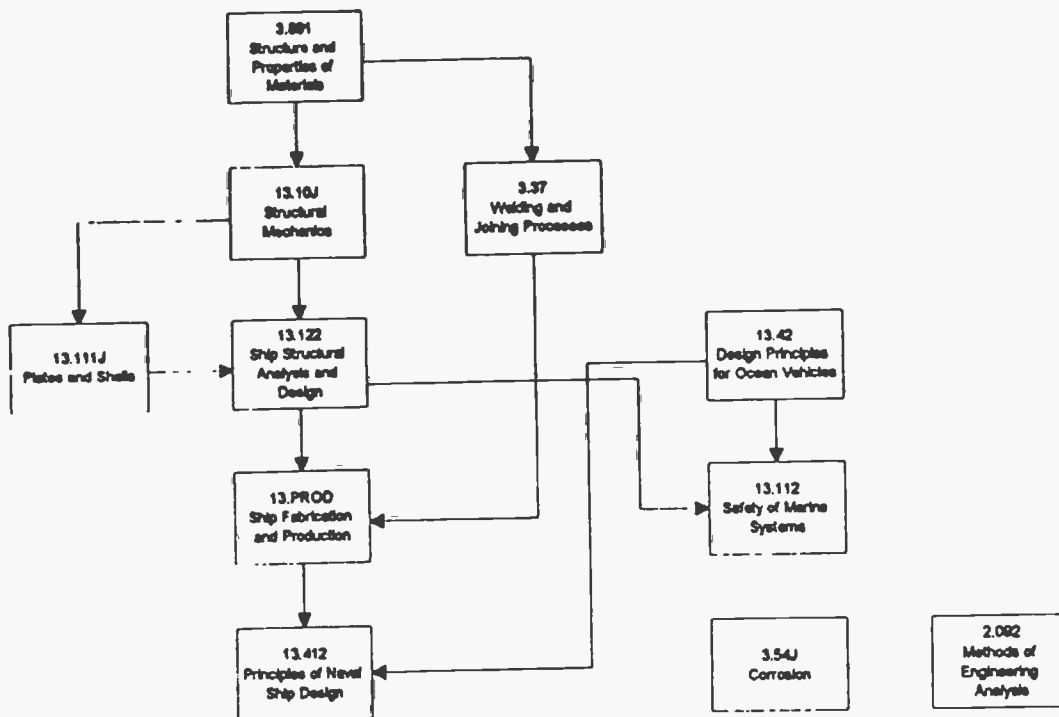 3.891
Structure and
Properties of
Materials
13.10J
Structural
Mechanics
3.37
Welding and
Joining Processes
13.111J
Plates and Shells
13.122
Ship Structural
Analysis and
Design
13.42
Design Principles
for Ocean Vehicles
13.PROD
Ship Fabrication
and Production
13.112
Safety of Marine
Systems
13.412
Principles of Naval
Ship Design
3.54J
Corrosion
2.092
Methods of
Engineering
Analysis